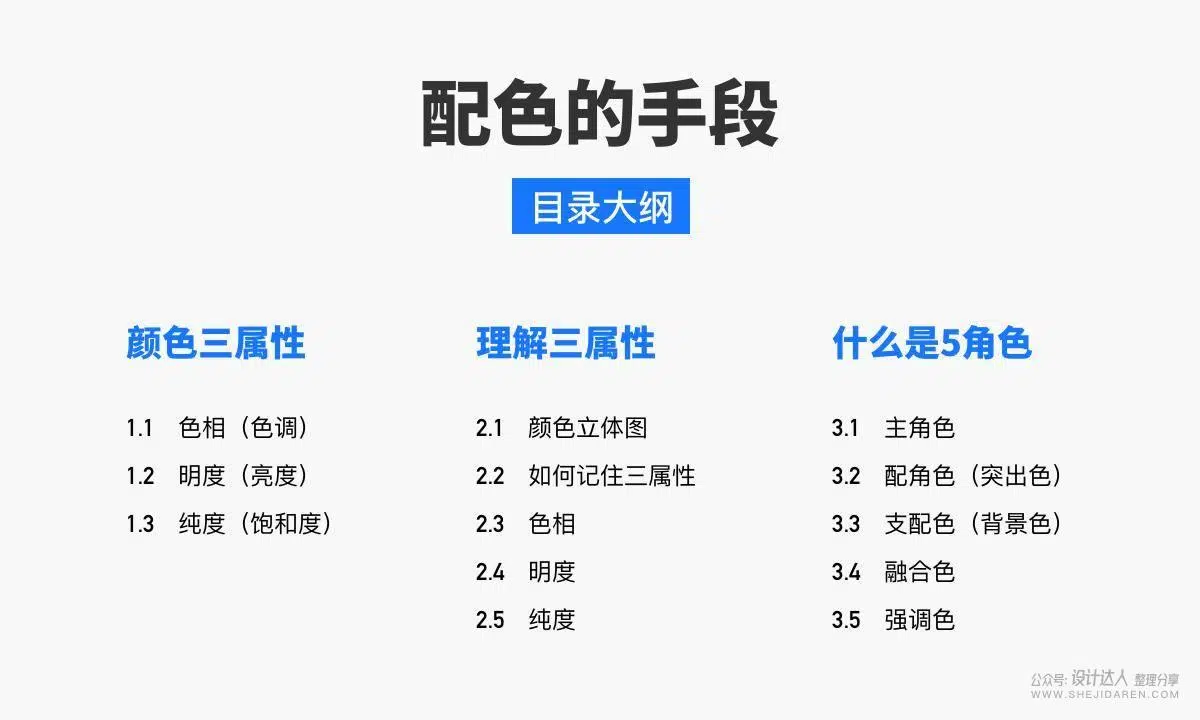 配色的手段
目录大纲
颜色三属性
1.1 色相（色调）
1.2 明度（亮度）
1.3 纯度（饱和度）
理解三属性
2.1 颜色立体图
2.2 如何记住三属性
2.3 色相
2.4 明度
2.5 纯度
什么是5角色
3.1 主角色
3.2 配角色（突出色）
3.3 支配色（背景色）
3.4 融合色
3.5 强调色
公众号: 设计达人 整理分享
WWW.SHEJIDAREN.COM